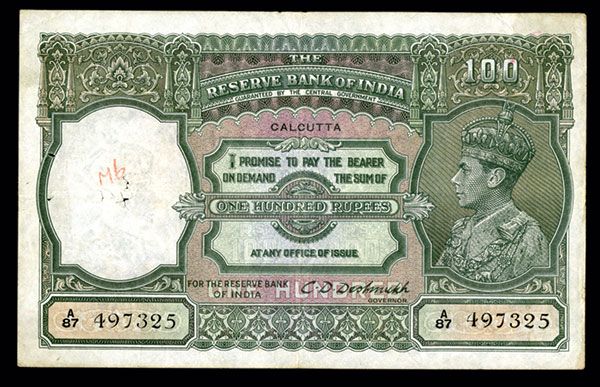 THE
RESERVE BANK OF INDIA
GUARANTEED BY THE CENTRAL GOVERNMENT
100
CALCUTTA
I PROMISE TO PAY THE BEARER
ON DEMAND THE SUM OF
ONE HUNDRED RUPEES
AT ANY OFFICE OF ISSUE
FOR THE RESERVE BANK
OF INDIA
C. D. Deshmukh
GOVERNOR
HUNDR
A/87 497325
A/87 497325